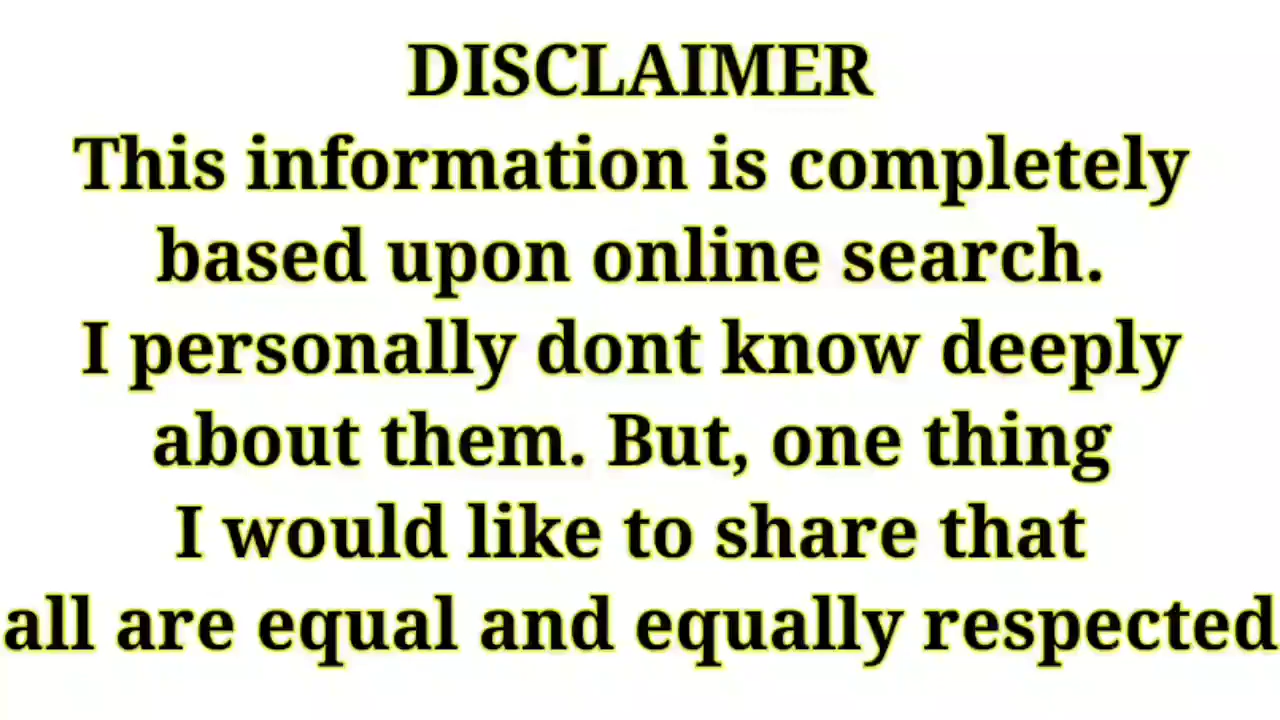 DISCLAIMER
This information is completely
based upon online search.
I personally dont know deeply
about them. But, one thing
I would like to share that
all are equal and equally respected